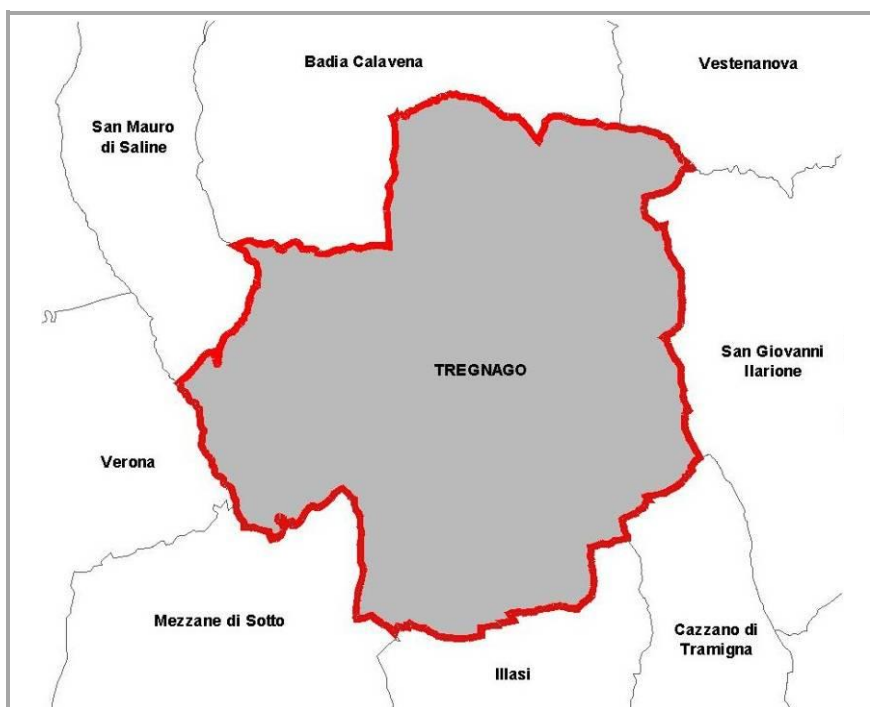 Badia Calavena
Vestenanova
San Mauro
di Saline
TREGNAGO
San Giovanni
Ilarione
Verona
Mezzane di Sotto
Cazzano di
Tramigna
Illasi